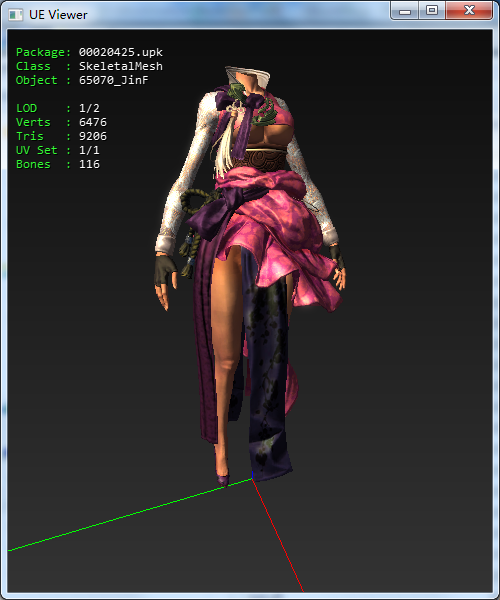 UE Viewer
Package: 00020425.upk
Class  : SkeletalMesh
Object : 65070_JinF
LOD    : 1/2
Verts  : 6476
Tris   : 9206
UV Set : 1/1
Bones  : 116